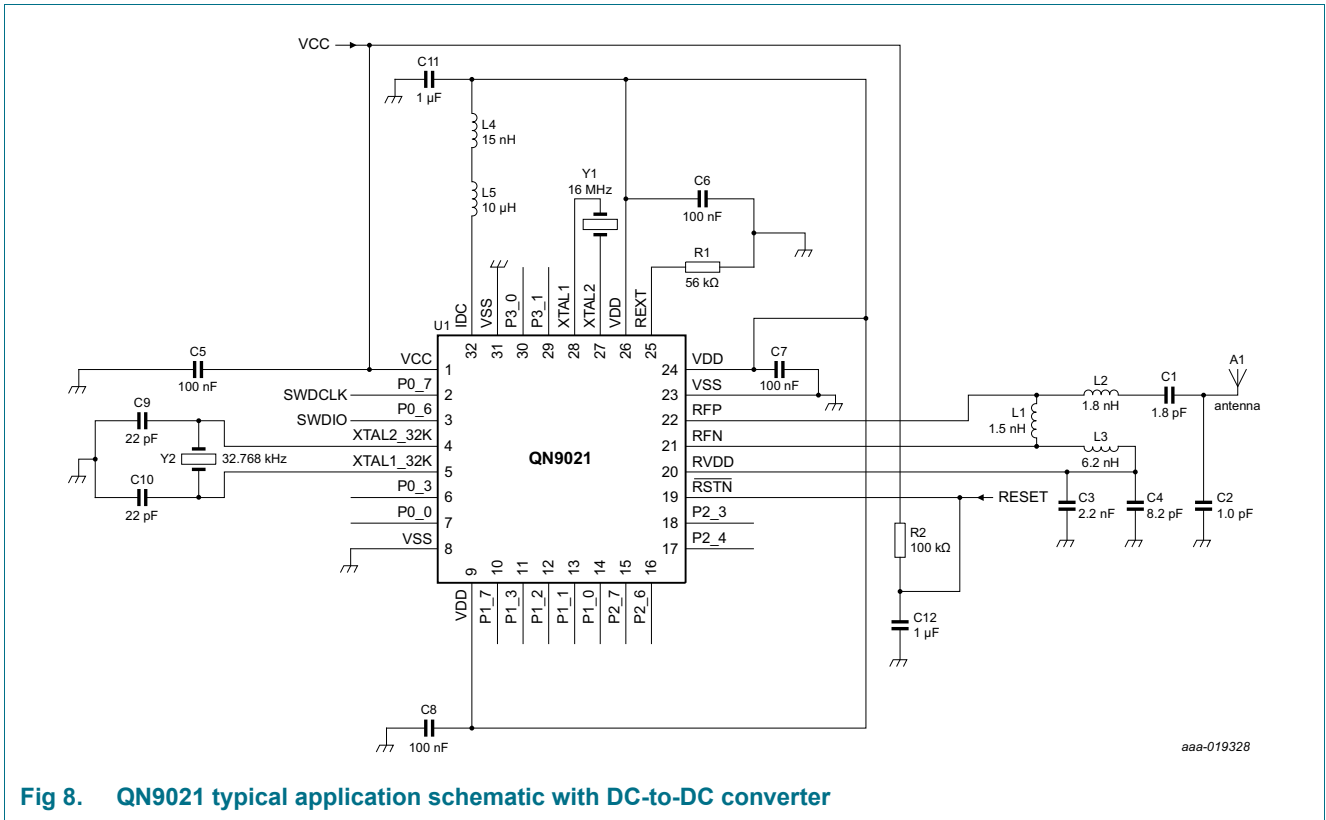 VCC
C11
1 µF
L4
15 nH
L5
10 µH
Y1
16 MHz
C6
100 nF
R1
56 kΩ
IDC
VSS
P3_0
P3_1
XTAL1
XTAL2
VDD
REXT
U1
32
31
30
29
28
27
26
25
C5
100 nF
VCC
1
P0_7
SWDCLK
2
P0_6
SWDIO
3
XTAL2_32K
4
XTAL1_32K
5
P0_3
6
P0_0
7
VSS
8
C9
22 pF
Y2
32.768 kHz
C10
22 pF
QN9021
24
VDD
C7
100 nF
23
VSS
22
RFP
21
RFN
20
RVDD
19
RSTN
RESET
18
P2_3
17
P2_4
L1
1.5 nH
L2
1.8 nH
C1
1.8 pF
A1
antenna
L3
6.2 nH
C3
2.2 nF
C4
8.2 pF
C2
1.0 pF
R2
100 kΩ
C12
1 µF
9
10
11
12
13
14
15
16
VDD
P1_7
P1_3
P1_2
P1_1
P1_0
P2_7
P2_6
C8
100 nF
aaa-019328
Fig 8. QN9021 typical application schematic with DC-to-DC converter